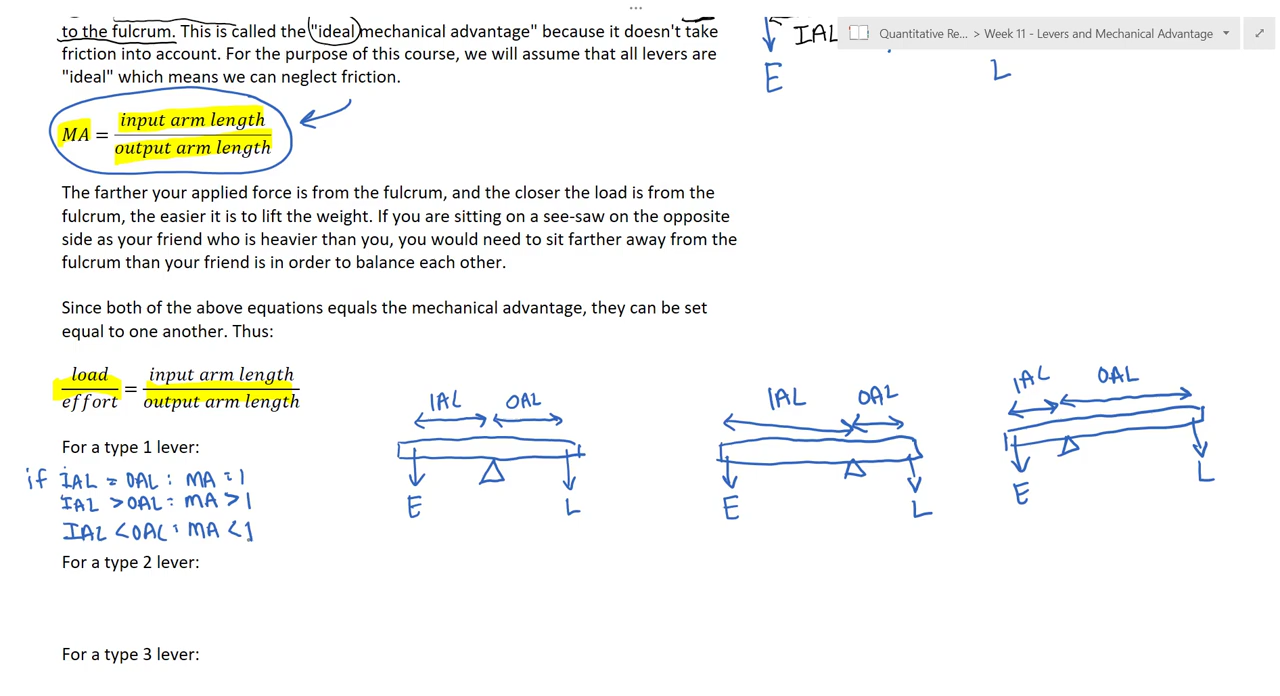 to the fulcrum. This is called the "ideal mechanical advantage" because it doesn't take
friction into account. For the purpose of this course, we will assume that all levers are
"ideal" which means we can neglect friction.
IAL
E
L
Quantitative Re... > Week 11 - Levers and Mechanical Advantage
MA = input arm length
output arm length
The farther your applied force is from the fulcrum, and the closer the load is from the
fulcrum, the easier it is to lift the weight. If you are sitting on a see-saw on the opposite
side as your friend who is heavier than you, you would need to sit farther away from the
fulcrum than your friend is in order to balance each other.
Since both of the above equations equals the mechanical advantage, they can be set
equal to one another. Thus:
load = input arm length
effort output arm length
For a type 1 lever:
if IAL = OAL : MA = 1
IAL > OAL : MA > 1
IAL < OAL : MA < 1
IAL OAL
E L
IAL OAL
E L
IAL OAL
E L
For a type 2 lever:
For a type 3 lever: